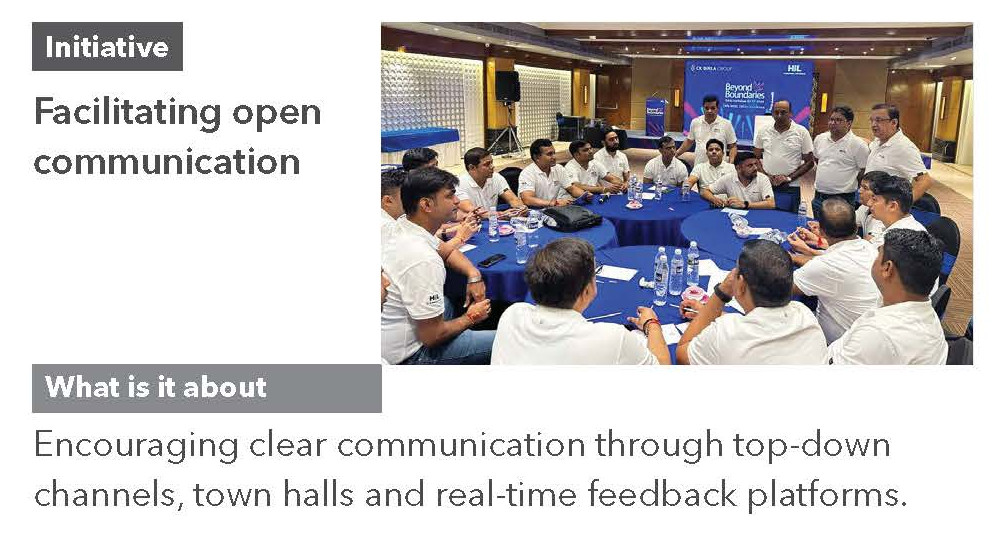 Initiative
Facilitating open
communication
CK BIRLA GROUP
HIL
Beyond
Boundaries
HIL
What is it about
Encouraging clear communication through top-down
channels, town halls and real-time feedback platforms.